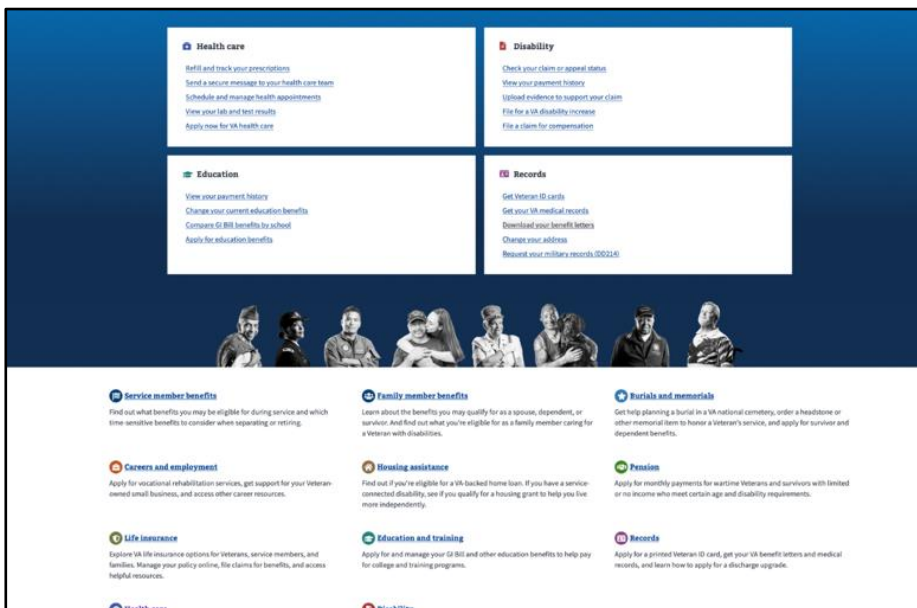 Health care
Refill and track your prescriptions
Send a secure message to your health care team
Schedule and manage health appointments
View your lab and test results
Apply now for VA health care
Disability
Check your claim or appeal status
View your payment history
Upload evidence to support your claim
File for a VA disability increase
File a claim for compensation
Education
View your payment history
Change your current education benefits
Compare GI Bill benefits by school
Apply for education benefits
Records
Get Veteran ID cards
Get your VA medical records
Download your benefit letters
Change your address
Request your military records (DD214)
Service member benefits
Find out what benefits you may be eligible for during service and which
time-sensitive benefits to consider when separating or retiring.
Family member benefits
Learn about the benefits you may qualify for as a spouse, dependent, or
survivor. And find out what you're eligible for as a family member caring for
a Veteran with disabilities.
Burials and memorials
Get help planning a burial in a VA national cemetery, order a headstone or
other memorial item to honor a Veteran's service, and apply for survivor and
dependent benefits.
Careers and employment
Apply for vocational rehabilitation services, get support for your Veteran-
owned small business, and access other career resources.
Housing assistance
Find out if you're eligible for a VA-backed home loan. If you have a service-
connected disability, see if you qualify for a housing grant to help you live
more independently.
Pension
Apply for monthly payments for wartime Veterans and survivors with limited
or no income who meet certain age and disability requirements.
Life insurance
Explore VA life insurance options for Veterans, service members, and
families. Manage your policy online, file claims for benefits, and access
helpful resources.
Education and training
Apply for and manage your GI Bill and other education benefits to help pay
for college and training programs.
Records
Apply for a printed Veteran ID card, get your VA benefit letters and medical
records, and learn how to apply for a discharge upgrade.
Health care
Disability